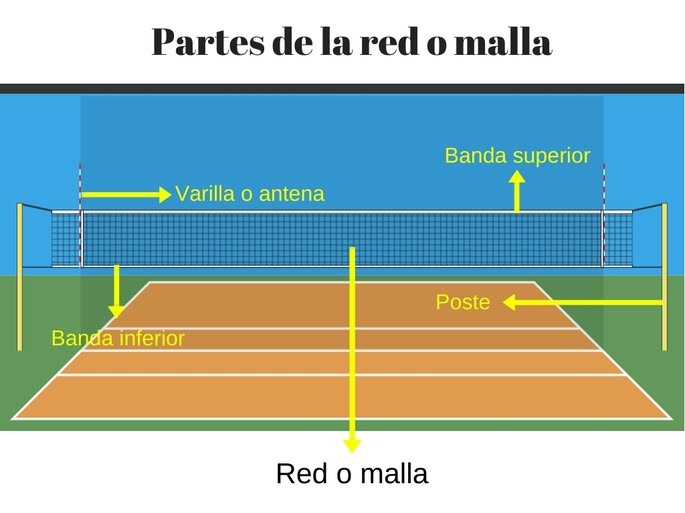 Partes de la red o malla
Banda superior
Varilla o antena
Poste
Banda inferior
Red o malla